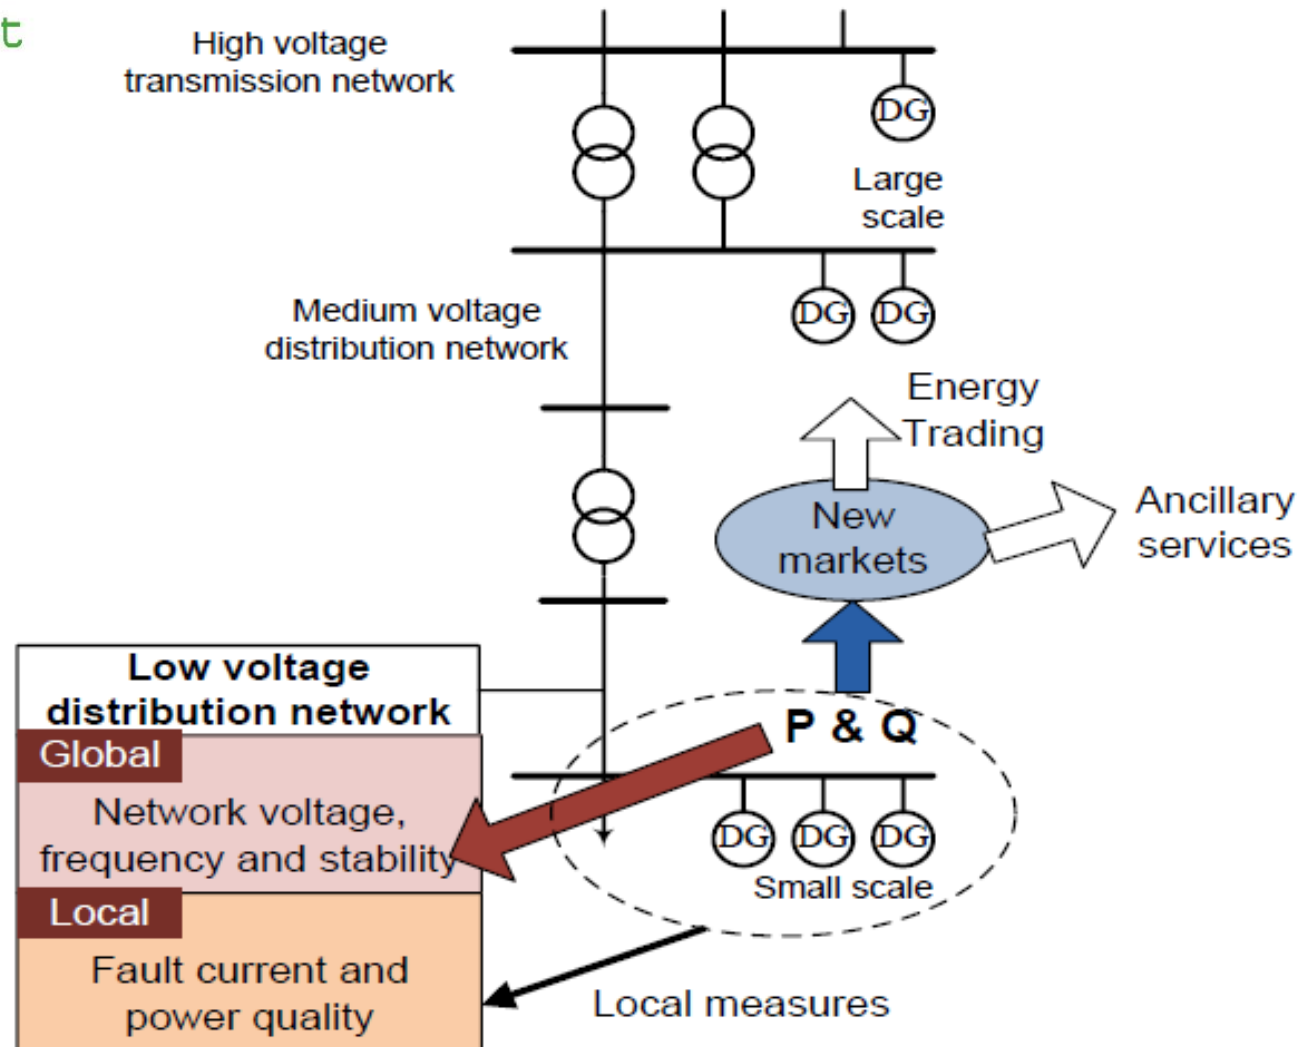 t
High voltage
transmission network
DG
Large
scale
Medium voltage
distribution network
DG DG
Energy
Trading
New
markets
Ancillary
services
Low voltage
distribution network
P & Q
Global
Network voltage,
frequency and stability
DG DG DG
Small scale
Local
Fault current and
power quality
Local measures